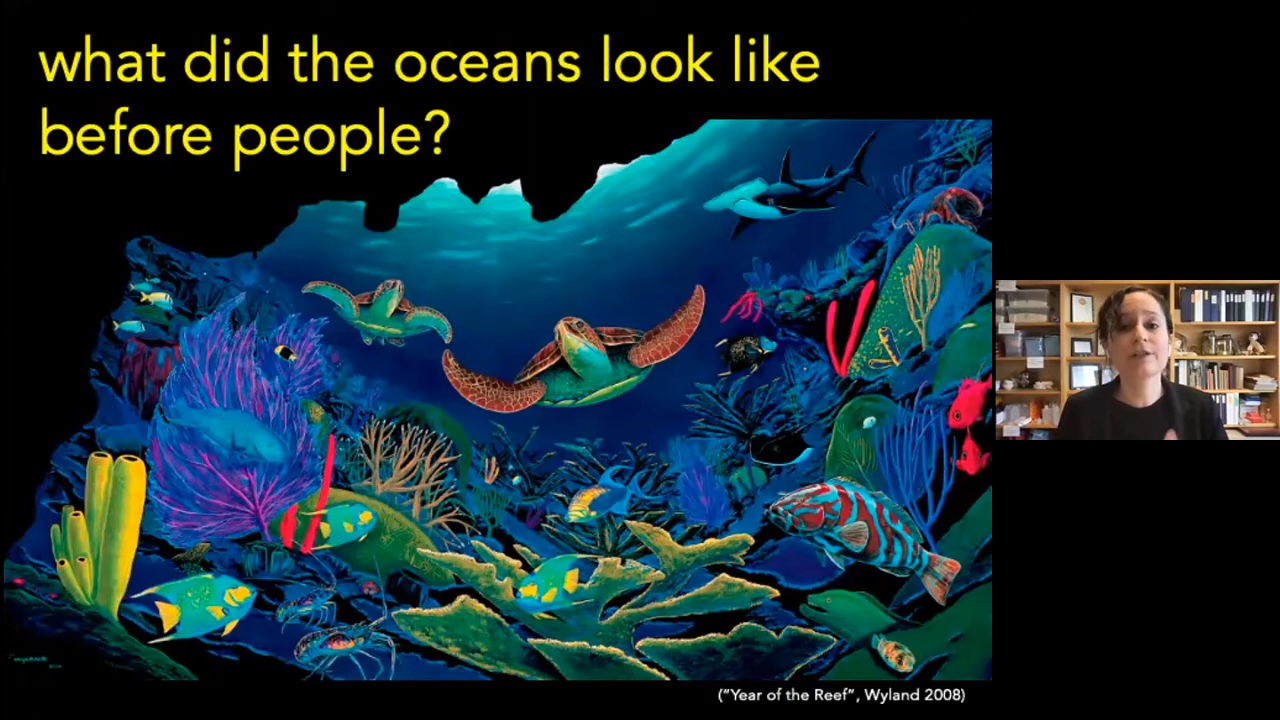 what did the oceans look like
before people?
("Year of the Reef", Wyland 2008)